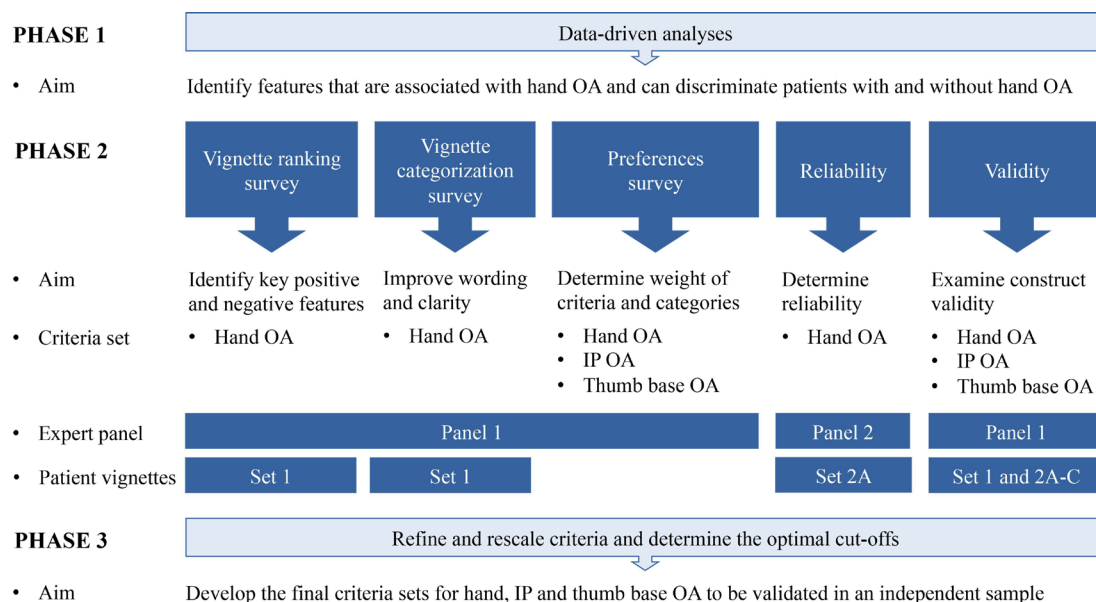 PHASE 1
Data-driven analyses
• Aim
Identify features that are associated with hand OA and can discriminate patients with and without hand OA
PHASE 2
Vignette ranking
survey
Vignette
categorization
survey
Preferences
survey
Reliability
Validity
• Aim
Identify key positive
and negative features
Improve wording
and clarity
Determine weight of
criteria and categories
Determine
reliability
Examine construct
validity
• Criteria set
• Hand OA
• Hand OA
• Hand OA
• IP OA
• Thumb base OA
• Hand OA
• Hand OA
• IP OA
• Thumb base OA
• Expert panel
Panel 1
Panel 2
Panel 1
• Patient vignettes
Set 1
Set 1
Set 2A
Set 1 and 2A-C
PHASE 3
Refine and rescale criteria and determine the optimal cut-offs
• Aim
Develop the final criteria sets for hand, IP and thumb base OA to be validated in an independent sample